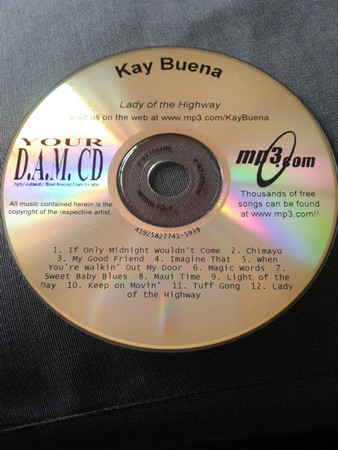 Kay Buena
Lady of the Highway
Visit us on the web at www.mp3.com/KayBuena
YOUR
D.A.M. CD
All music contained herein is the
copyright of the respective artist.
mp3.com
Thousands of free
songs can be found
at www.mp3.com!!
41925827741-5939
1. If Only Midnight Wouldn't Come 2. Chimayo
3. My Good Friend 4. Imagine That 5. When
You're Walkin' Out My Door 6. Magic Words 7.
Sweet Baby Blues 8. Maui Time 9. Light of the
Day 10. Keep on Movin' 11. Tuff Gong 12. Lady
of the Highway